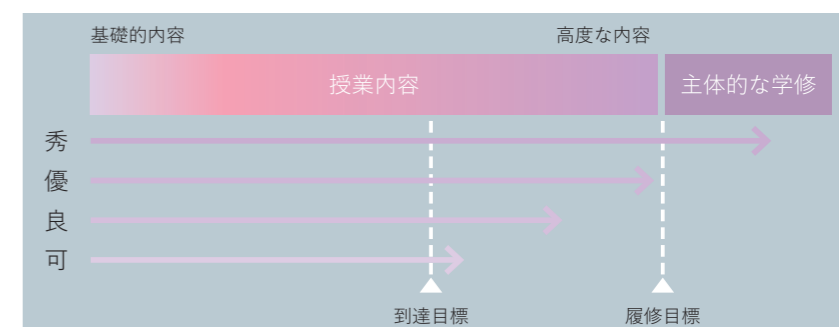 基礎的内容
高度な内容
授業内容
主体的な学修
秀
優
良
可
到達目標
履修目標